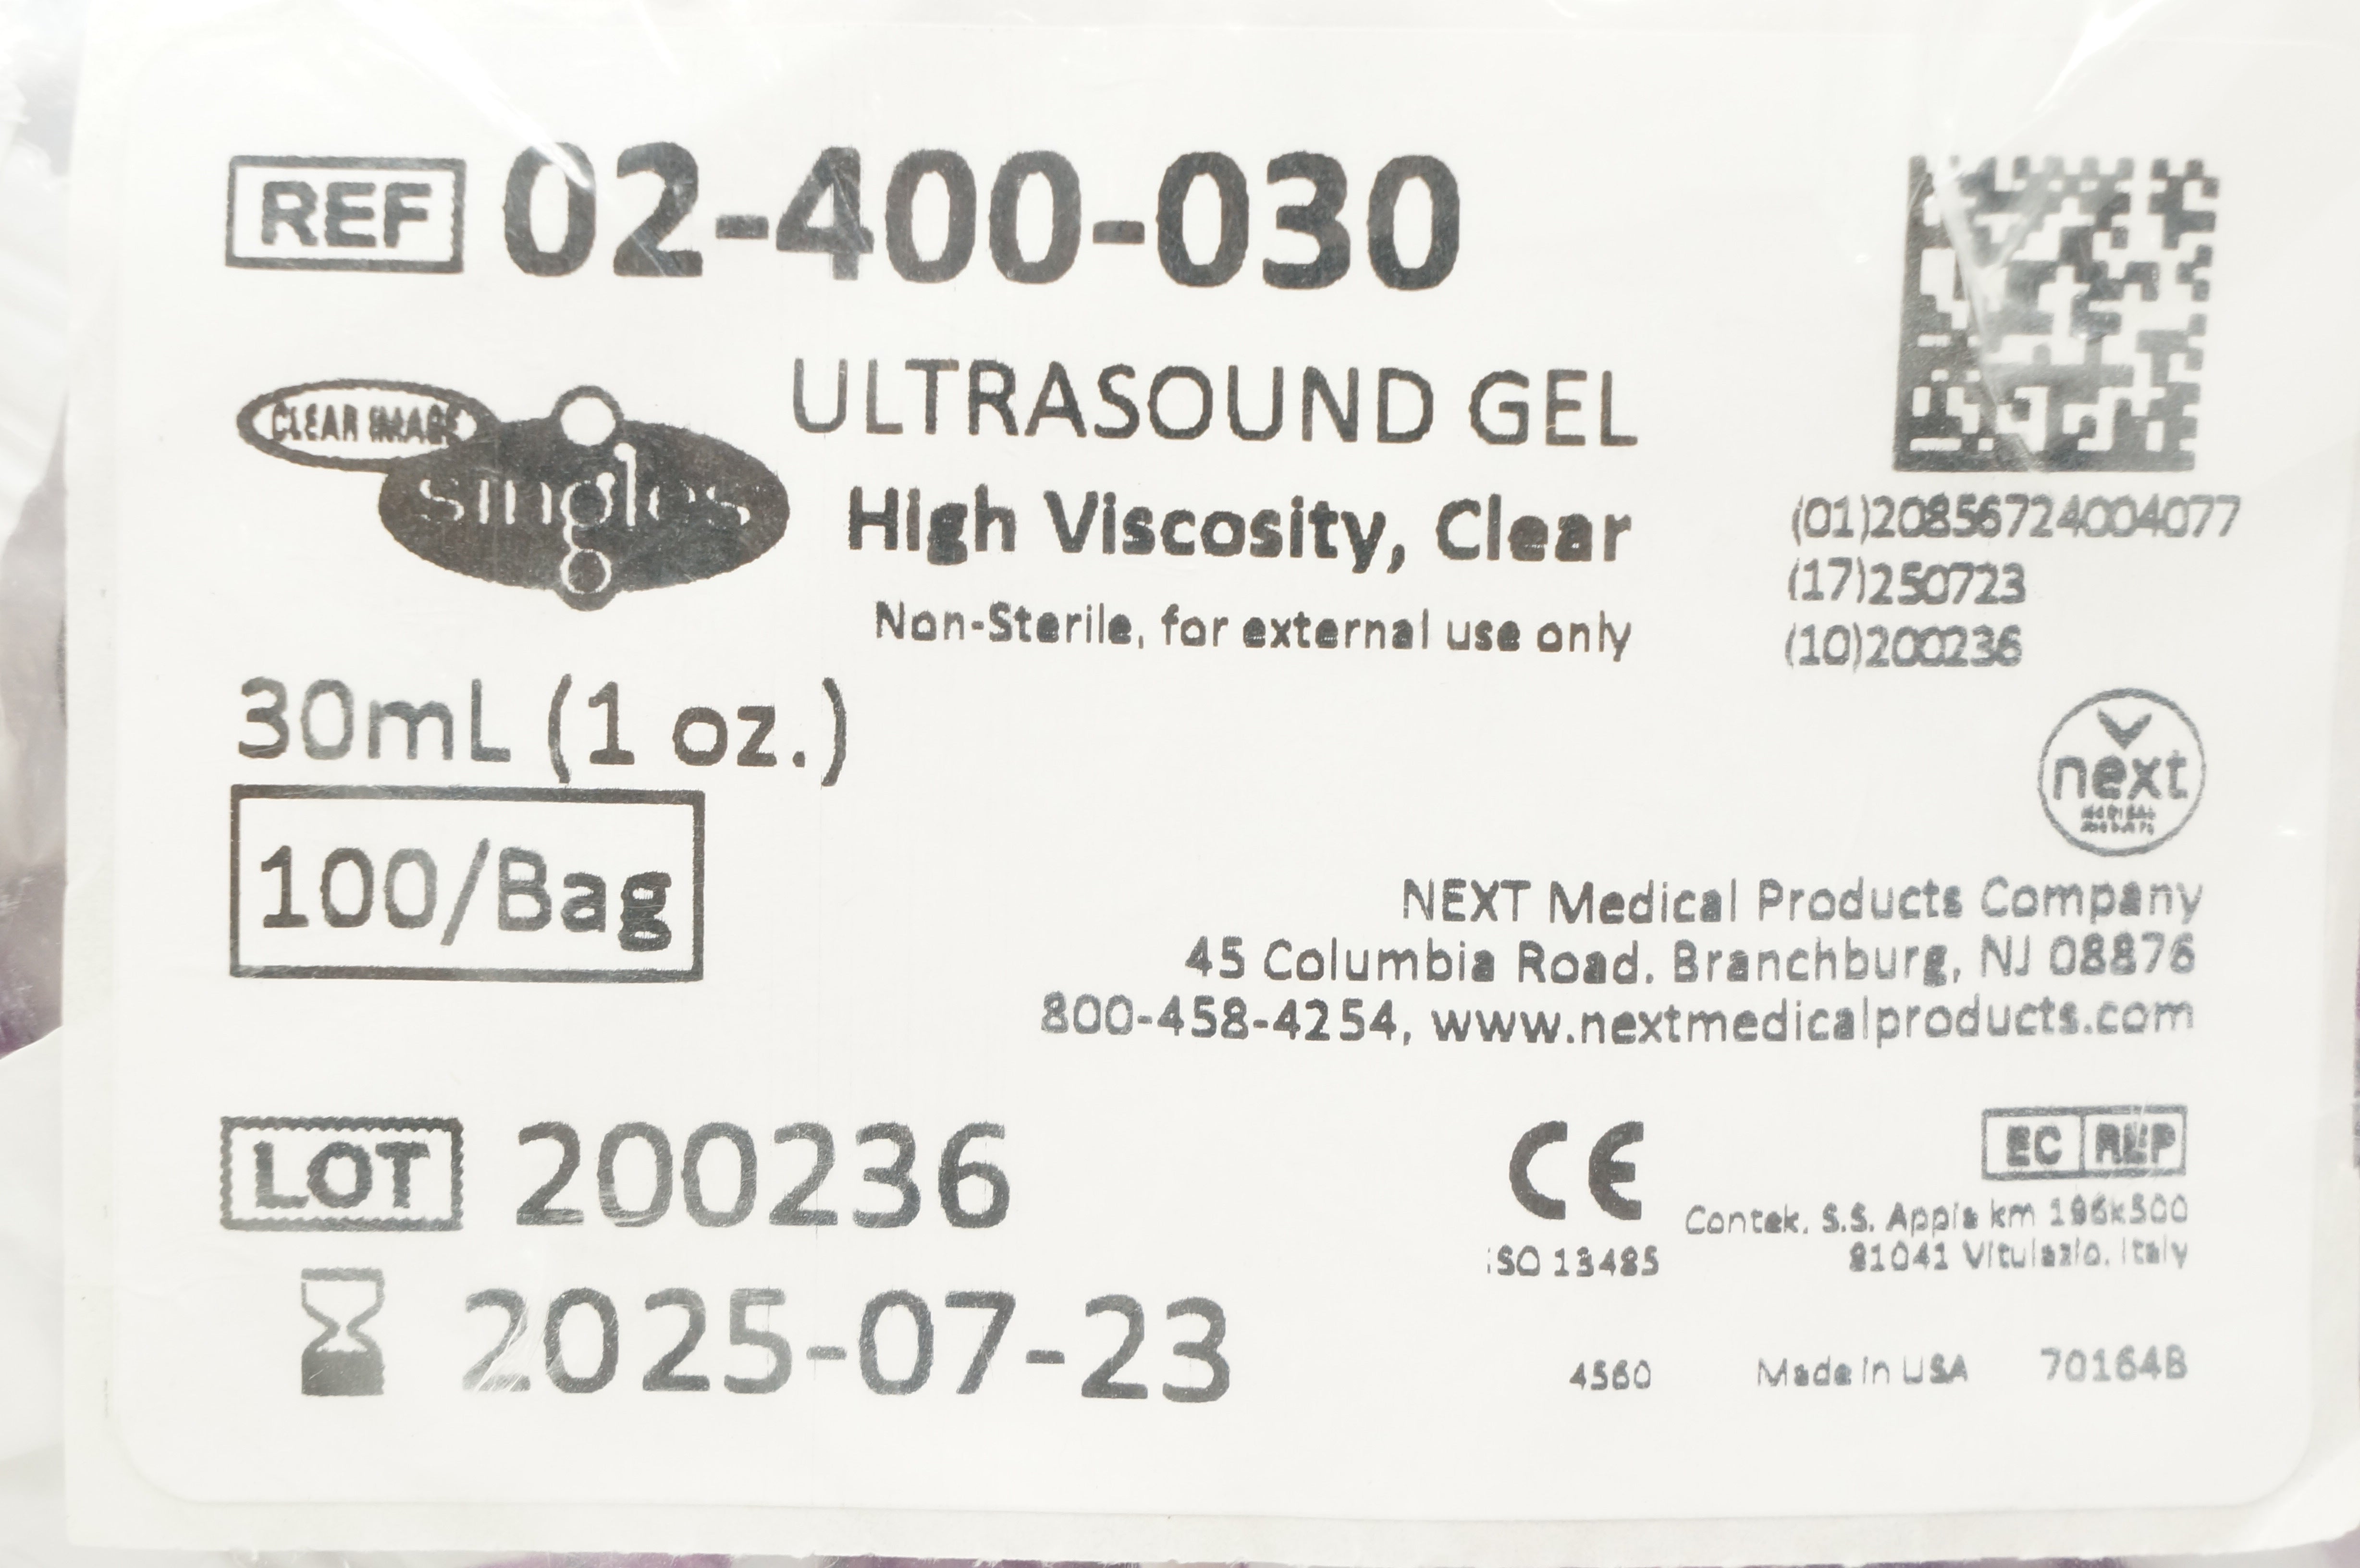 REF 02-400-030
CLEAR IMAGE
singles
ULTRASOUND GEL
High Viscosity, Clear
Non-Sterile, for external use only
(01)20856724004077
(17)250723
(10)200236
30mL (1 oz.)
100/Bag
next
NEXT Medical Products Company
45 Columbia Road. Branchburg, NJ 08876
800-458-4254, www.nextmedicalproducts.com
LOT 200236
2025-07-23
CE
ISO 13485
EC REP
Contek. S.S. Appia km 196k500
81041 Vitulazio. Italy
4560 Made in USA 70164B